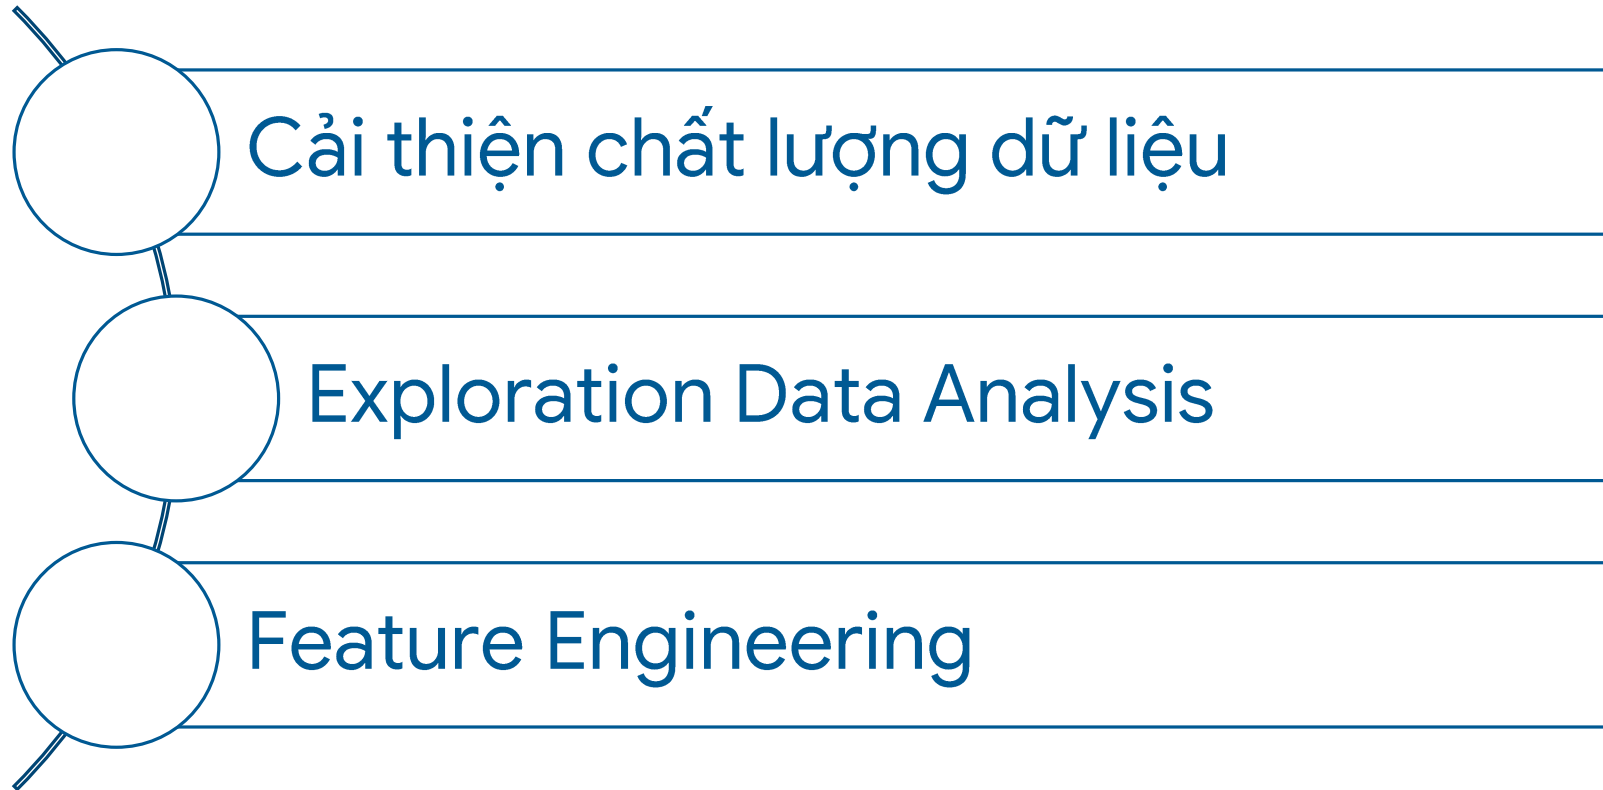 Cải thiện chất lượng dữ liệu
Exploration Data Analysis
Feature Engineering